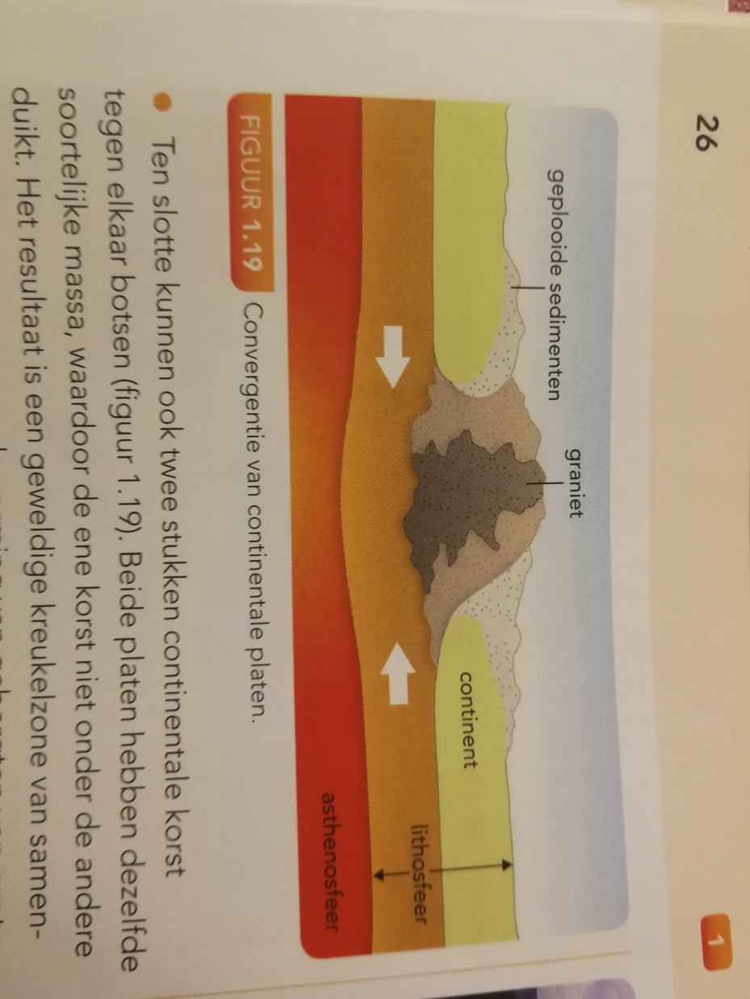 26
1
geplooide sedimenten
graniet
continent
lithosfeer
asthenosfeer
FIGUUR 1.19 Convergentie van continentale platen.
● Ten slotte kunnen ook twee stukken continentale korst
tegen elkaar botsen (figuur 1.19). Beide platen hebben dezelfde
soortelijke massa, waardoor de ene korst niet onder de andere
duikt. Het resultaat is een geweldige kreukelzone van samen-